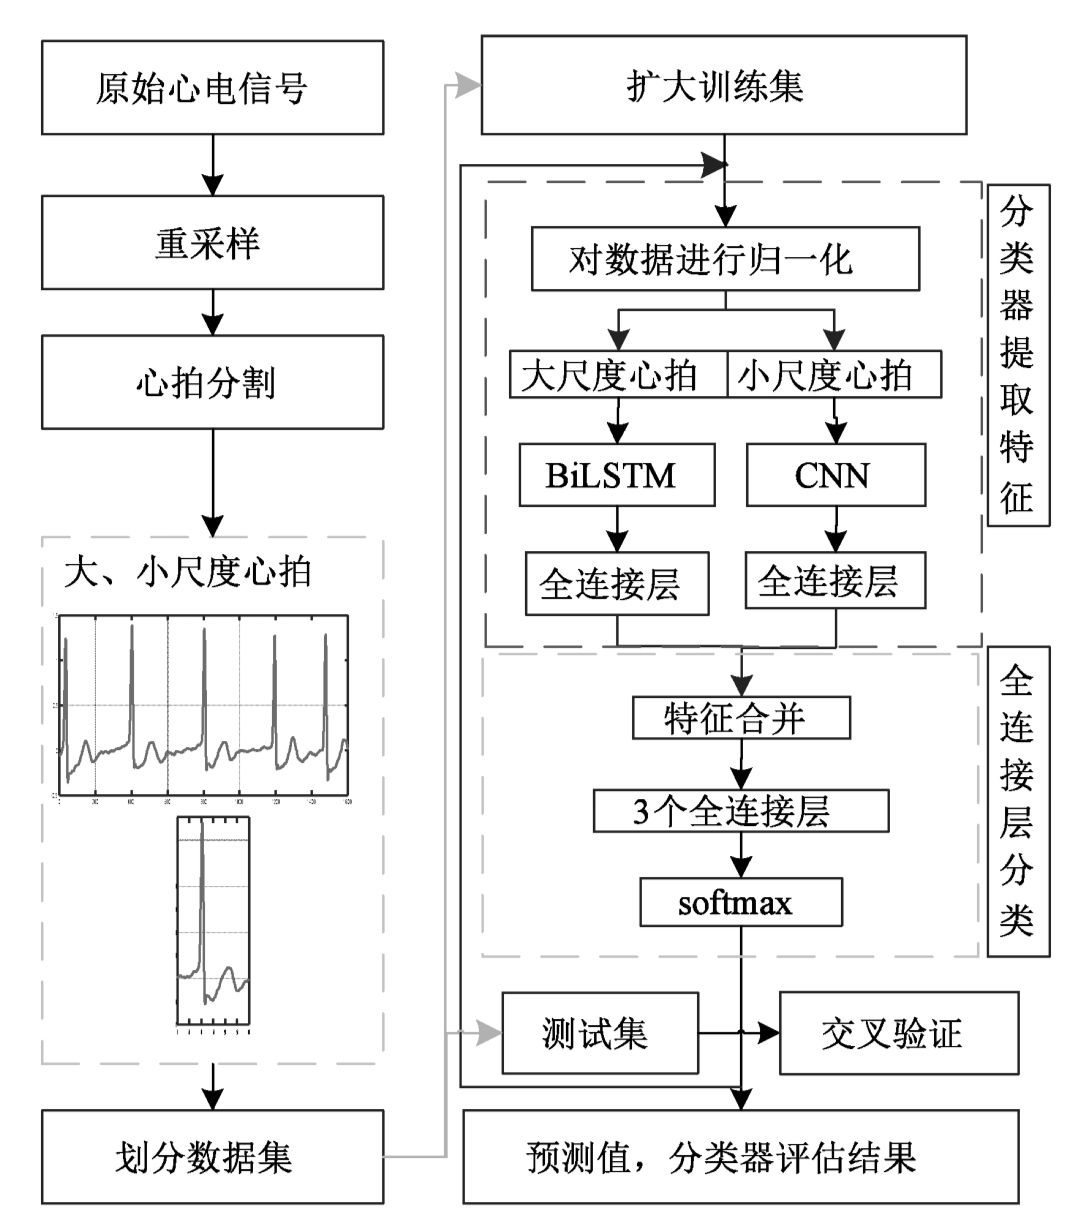 原始心电信号
重采样
心拍分割
大、小尺度心拍
划分数据集
扩大训练集
对数据进行归一化
大尺度心拍
小尺度心拍
BiLSTM
CNN
全连接层
全连接层
分类器提取特征
特征合并
3个全连接层
softmax
全连接层分类
测试集
交叉验证
预测值，分类器评估结果